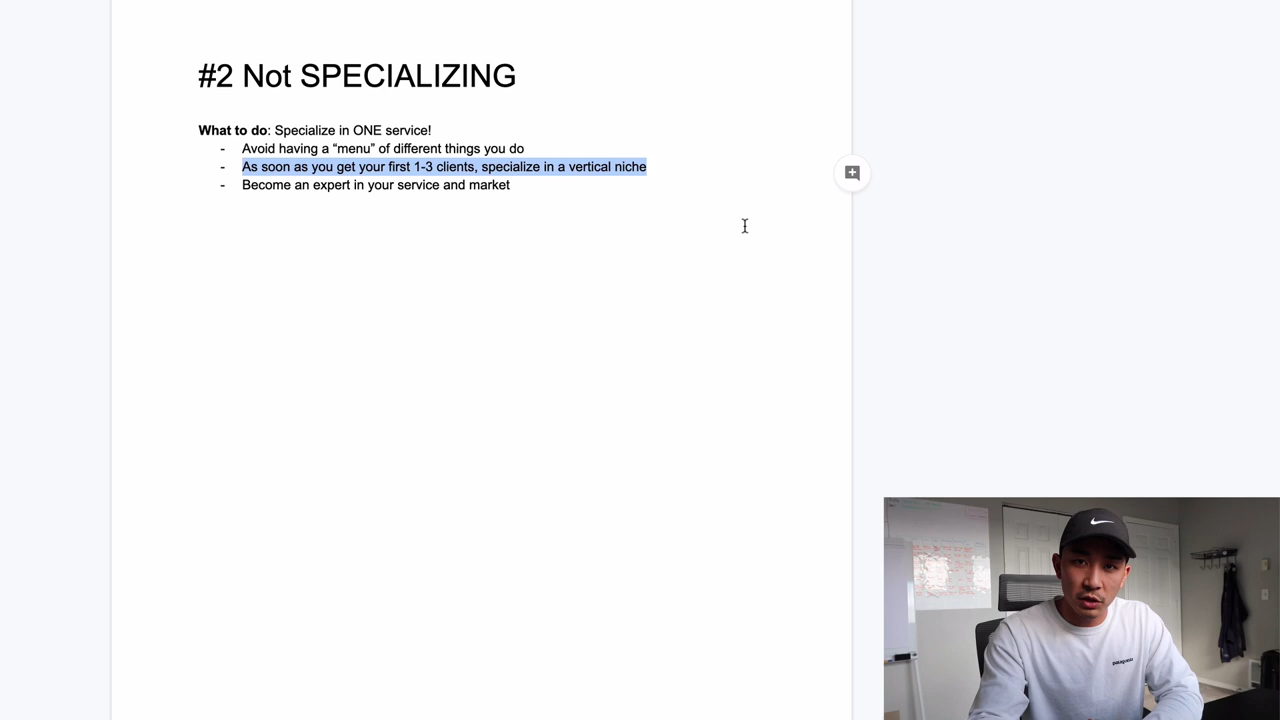 #2 Not SPECIALIZING
What to do: Specialize in ONE service!
- Avoid having a “menu” of different things you do
- As soon as you get your first 1-3 clients, specialize in a vertical niche
- Become an expert in your service and market
patagonia